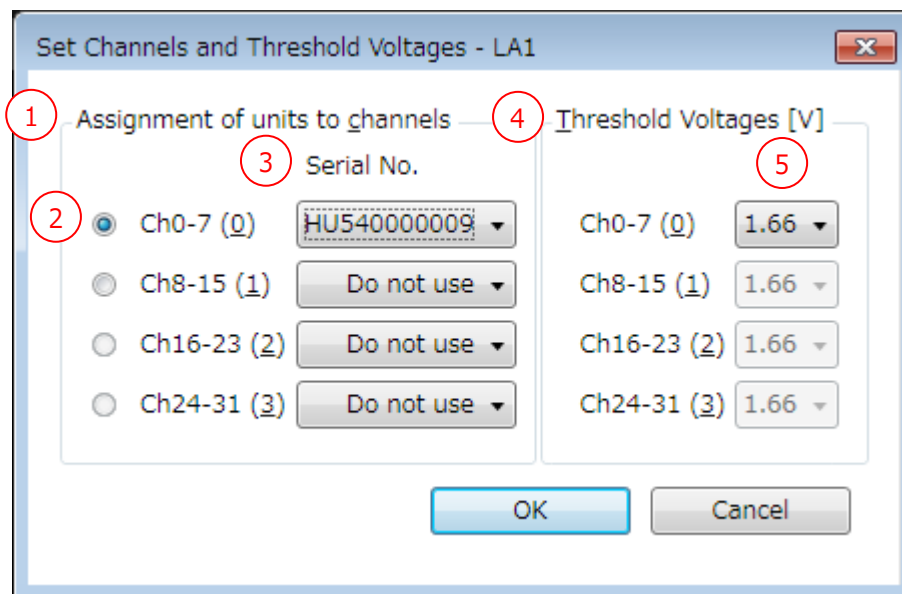 Set Channels and Threshold Voltages - LA1
1 Assignment of units to channels 4 Threshold Voltages [V]
3 Serial No. 5
2 Ch0-7 (0) HU540000009 Ch0-7 (0) 1.66
Ch8-15 (1) Do not use Ch8-15 (1) 1.66
Ch16-23 (2) Do not use Ch16-23 (2) 1.66
Ch24-31 (3) Do not use Ch24-31 (3) 1.66
OK Cancel